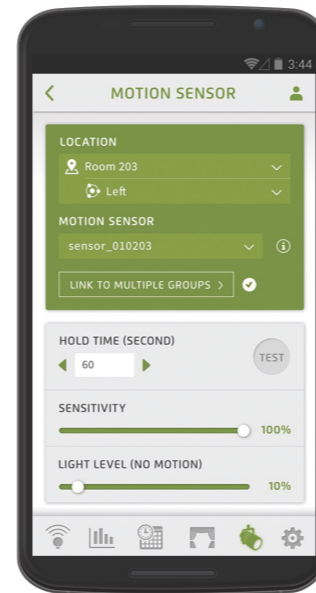 3:44
MOTION SENSOR
LOCATION
Room 203
Left
MOTION SENSOR
sensor_010203
LINK TO MULTIPLE GROUPS >
HOLD TIME (SECOND)
60
TEST
SENSITIVITY
100%
LIGHT LEVEL (NO MOTION)
10%